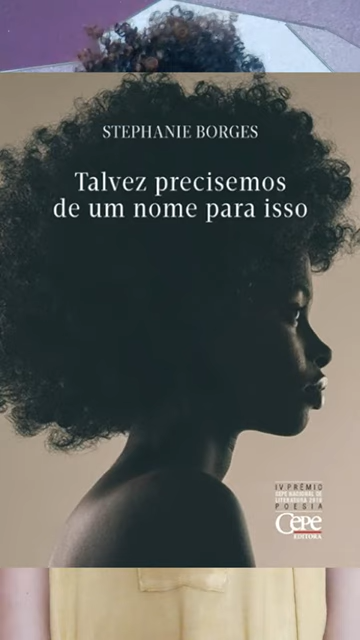 STEPHANIE BORGES
Talvez precisemos
de um nome para isso
IV PRÊMIO
CEPE NACIONAL DE
LITERATURA 2018
POESIA
Cepe
EDITORA